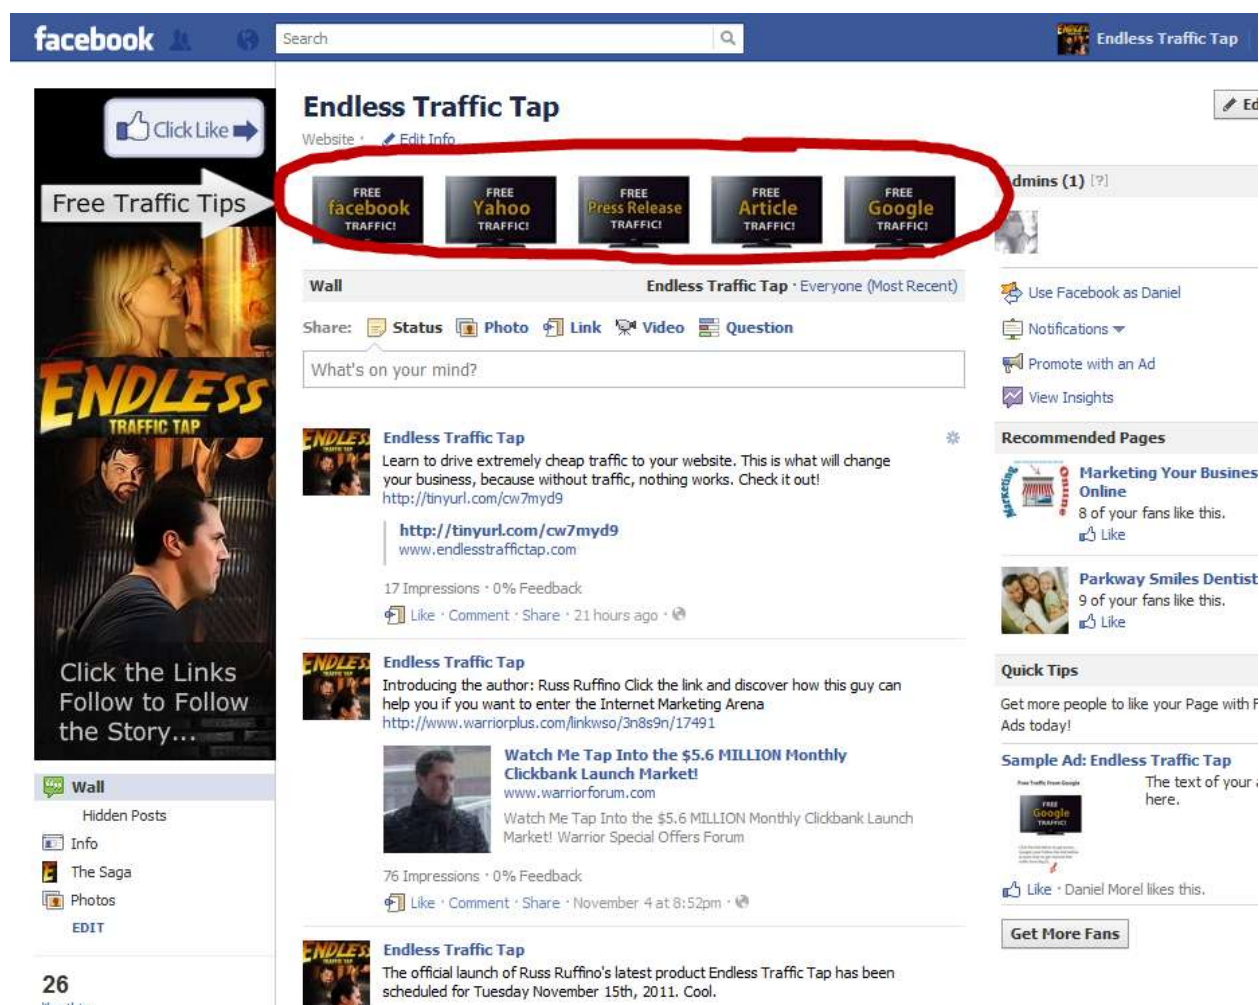 facebook
Search
Endless Traffic Tap
Click Like
Free Traffic Tips
ENDLESS
TRAFFIC TAP
Click the Links
Follow to Follow
the Story...
Wall
Hidden Posts
Info
The Saga
Photos
EDIT
26
Endless Traffic Tap
Website · Edit Info
FREE
facebook
TRAFFIC!
FREE
Yahoo
TRAFFIC!
FREE
Press Release
TRAFFIC!
FREE
Article
TRAFFIC!
FREE
Google
TRAFFIC!
Wall Endless Traffic Tap · Everyone (Most Recent)
Share: Status Photo Link Video Question
What's on your mind?
ENDLESS
Endless Traffic Tap
Learn to drive extremely cheap traffic to your website. This is what will change
your business, because without traffic, nothing works. Check it out!
http://tinyurl.com/cw7myd9
http://tinyurl.com/cw7myd9
www.endlesstraffictap.com
17 Impressions · 0% Feedback
Like · Comment · Share · 21 hours ago ·
ENDLESS
Endless Traffic Tap
Introducing the author: Russ Ruffino Click the link and discover how this guy can
help you if you want to enter the Internet Marketing Arena
http://www.warriorplus.com/linkwso/3n8s9n/17491
Watch Me Tap Into the $5.6 MILLION Monthly
Clickbank Launch Market!
www.warriorforum.com
Watch Me Tap Into the $5.6 MILLION Monthly Clickbank Launch
Market! Warrior Special Offers Forum
76 Impressions · 0% Feedback
Like · Comment · Share · November 4 at 8:52pm ·
ENDLESS
Endless Traffic Tap
The official launch of Russ Ruffino's latest product Endless Traffic Tap has been
scheduled for Tuesday November 15th, 2011. Cool.
Ed
Admins (1) [?]
Use Facebook as Daniel
Notifications
Promote with an Ad
View Insights
Recommended Pages
Marketing Online
Marketing Your Busines
Online
8 of your fans like this.
Like
Parkway Smiles Dentist
9 of your fans like this.
Like
Quick Tips
Get more people to like your Page with F
Ads today!
Sample Ad: Endless Traffic Tap
Free Traffic From Google
FREE
Google
TRAFFIC!
The text of your a
here.
Like · Daniel Morel likes this.
Get More Fans